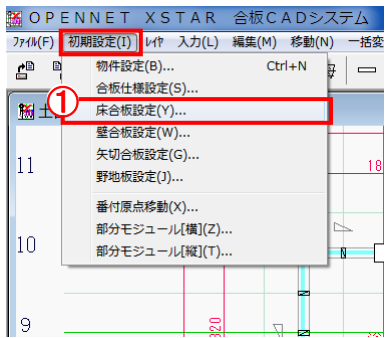 OPENNET XSTAR 合板CADシステム
ファイル(F) 初期設定(I) レイヤ 入力(L) 編集(M) 移動(N) 一括変
物件設定(B)... Ctrl+N
合板仕様設定(S)...
① 床合板設定(Y)...
壁合板設定(W)...
矢切合板設定(G)...
野地板設定(J)...
番付原点移動(X)...
部分モジュール[横](Z)...
部分モジュール[縦](T)...
土
11
18
10
N
820
9